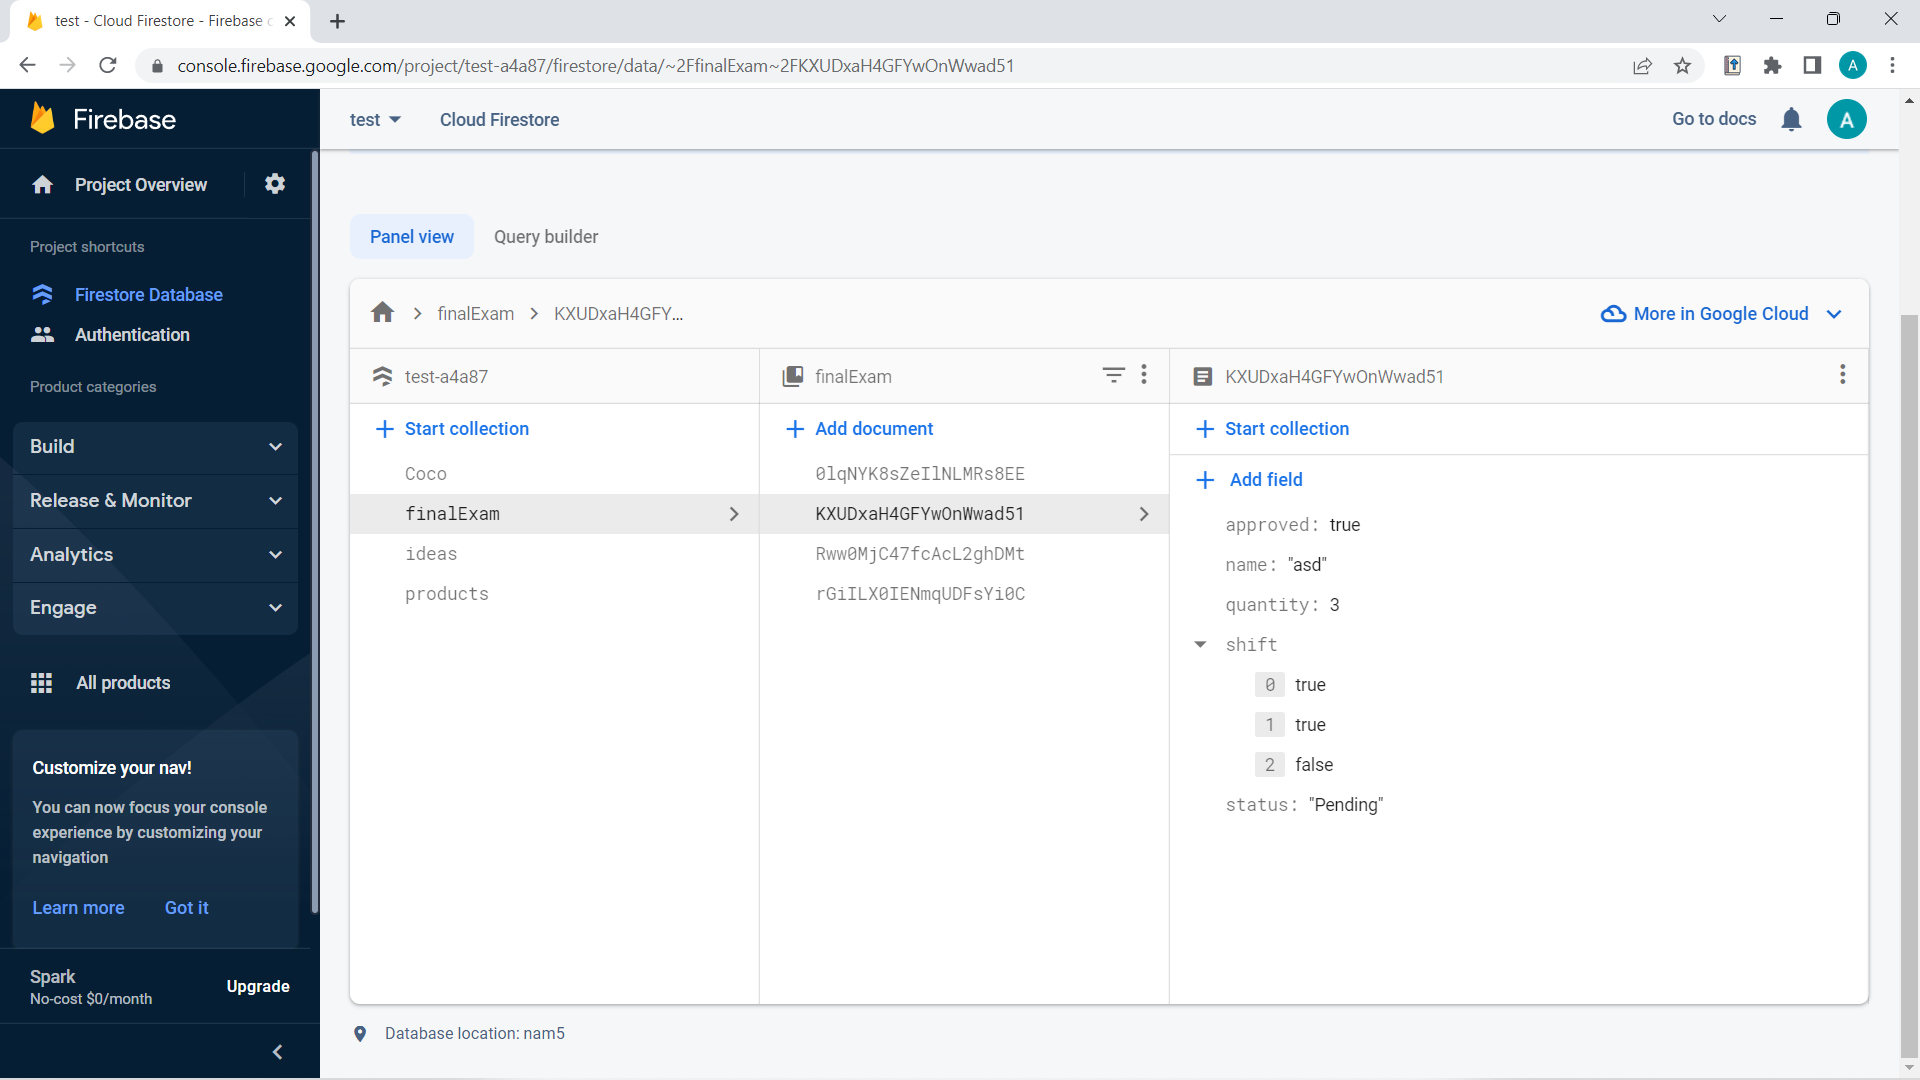 test - Cloud Firestore - Firebase c
console.firebase.google.com/project/test-a4a87/firestore/data/~2FfinalExam~2FKXUDxaH4GFYwOnWwad51
A
Firebase
test
Cloud Firestore
Go to docs
A
Project Overview
Project shortcuts
Firestore Database
Authentication
Product categories
Build
Release & Monitor
Analytics
Engage
All products
Customize your nav!
You can now focus your console
experience by customizing your
navigation
Learn more
Got it
Spark
No-cost $0/month
Upgrade
Panel view
Query builder
finalExam
KXUDxaH4GFY...
More in Google Cloud
test-a4a87
Start collection
Coco
finalExam
ideas
products
finalExam
Add document
0lqNYK8sZeIlNLMRs8EE
KXUDxaH4GFYwOnWwad51
Rww0MjC47fcAcL2ghDMt
rGiILX0IENmqUDFsYi0C
KXUDxaH4GFYwOnWwad51
Start collection
Add field
approved: true
name: "asd"
quantity: 3
shift
0 true
1 true
2 false
status: "Pending"
Database location: nam5